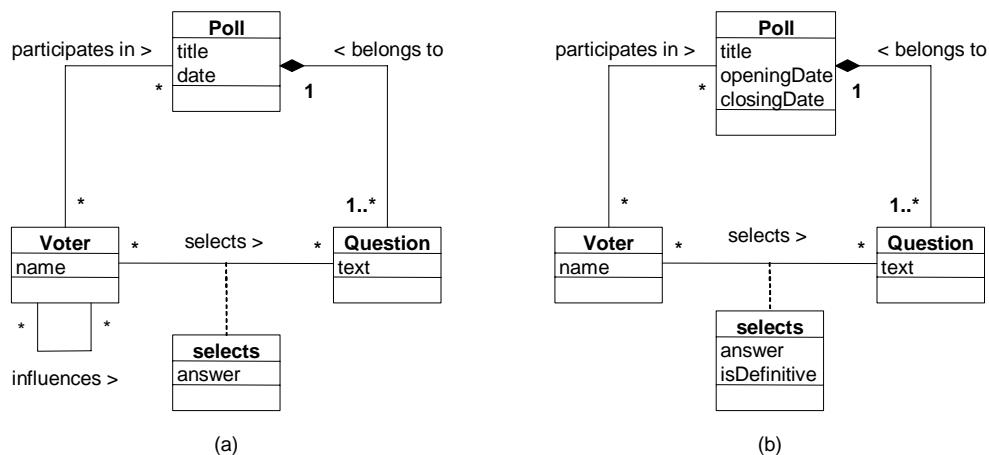 Poll
participates in >
title
< belongs to
date
*
1
*
1..*
Voter
*
selects >
*
Question
name
text
*
*
selects
influences >
answer
(a)
Poll
participates in >
title
< belongs to
openingDate
*
closingDate
1
*
1..*
Voter
*
selects >
*
Question
name
text
selects
answer
isDefinitive
(b)